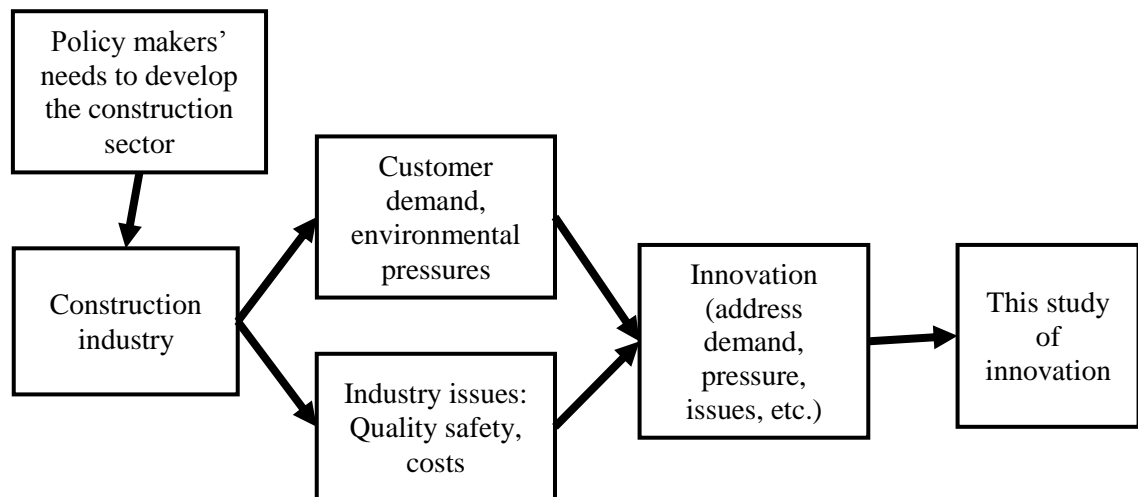 Policy makers’
needs to develop
the construction
sector
Construction
industry
Customer
demand,
environmental
pressures
Industry issues:
Quality safety,
costs
Innovation
(address
demand,
pressure,
issues, etc.)
This study
of
innovation